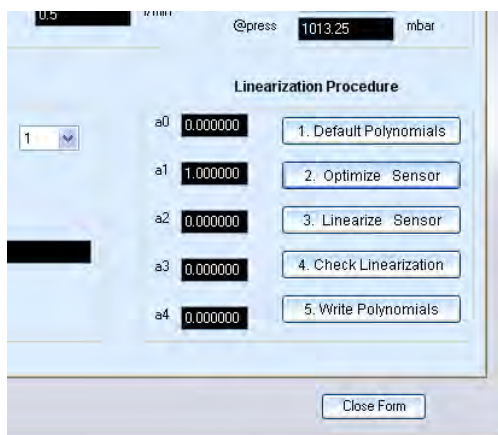 0.5 l/min
@press 1013.25 mbar
Linearization Procedure
1
a0 0.000000 1. Default Polynomials
a1 1.000000 2. Optimize Sensor
a2 0.000000 3. Linearize Sensor
a3 0.000000 4. Check Linearization
a4 0.000000 5. Write Polynomials
Close Form